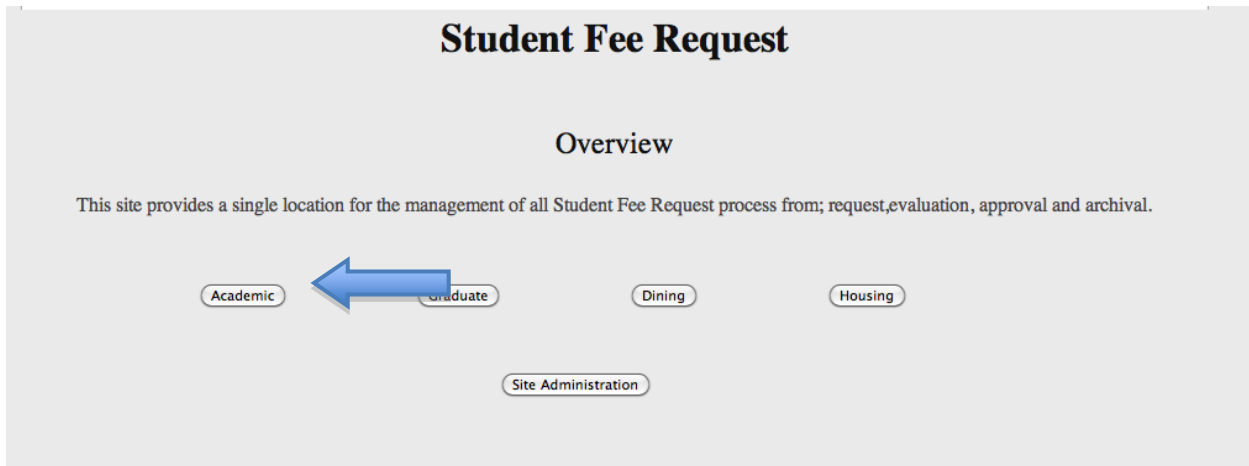 Student Fee Request
Overview
This site provides a single location for the management of all Student Fee Request process from; request,evaluation, approval and archival.
Academic Graduate Dining Housing
Site Administration